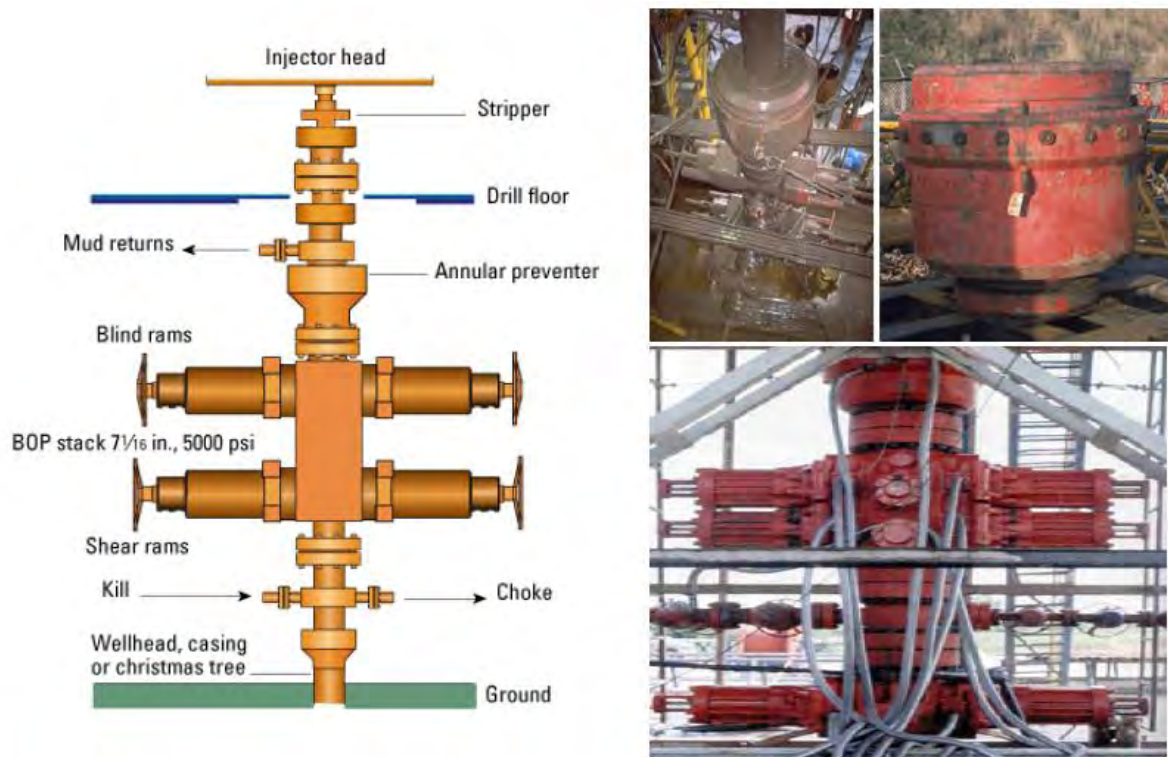 Injector head
Stripper
Drill floor
Mud returns
Annular preventer
Blind rams
BOP stack 7 1/16 in., 5000 psi
Shear rams
Kill
Choke
Wellhead, casing
or christmas tree
Ground